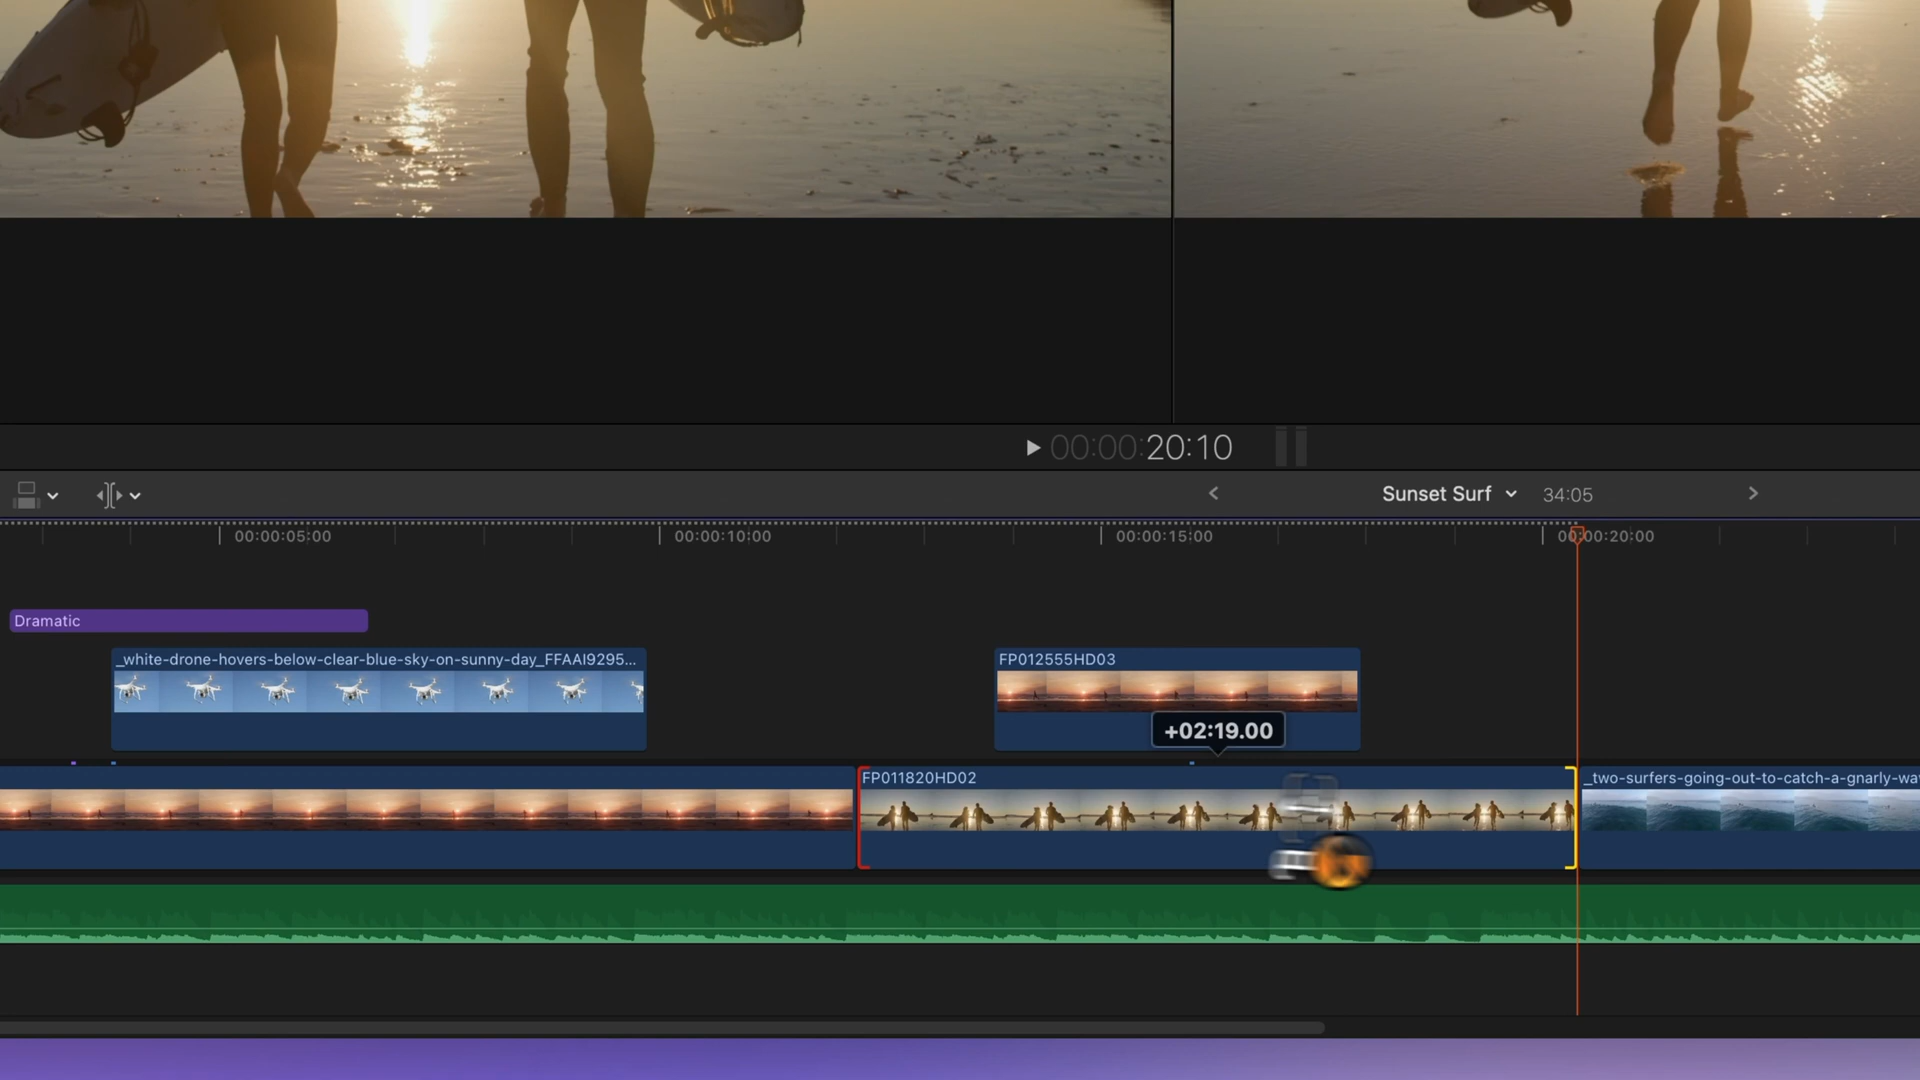 00:00:20:10
Sunset Surf 34:05
00:00:05:00 00:00:10:00 00:00:15:00 00:00:20:00
Dramatic
_white-drone-hovers-below-clear-blue-sky-on-sunny-day_FFAAI9295... FP012555HD03
+02:19.00
FP011820HD02 _two-surfers-going-out-to-catch-a-gnarly-wa